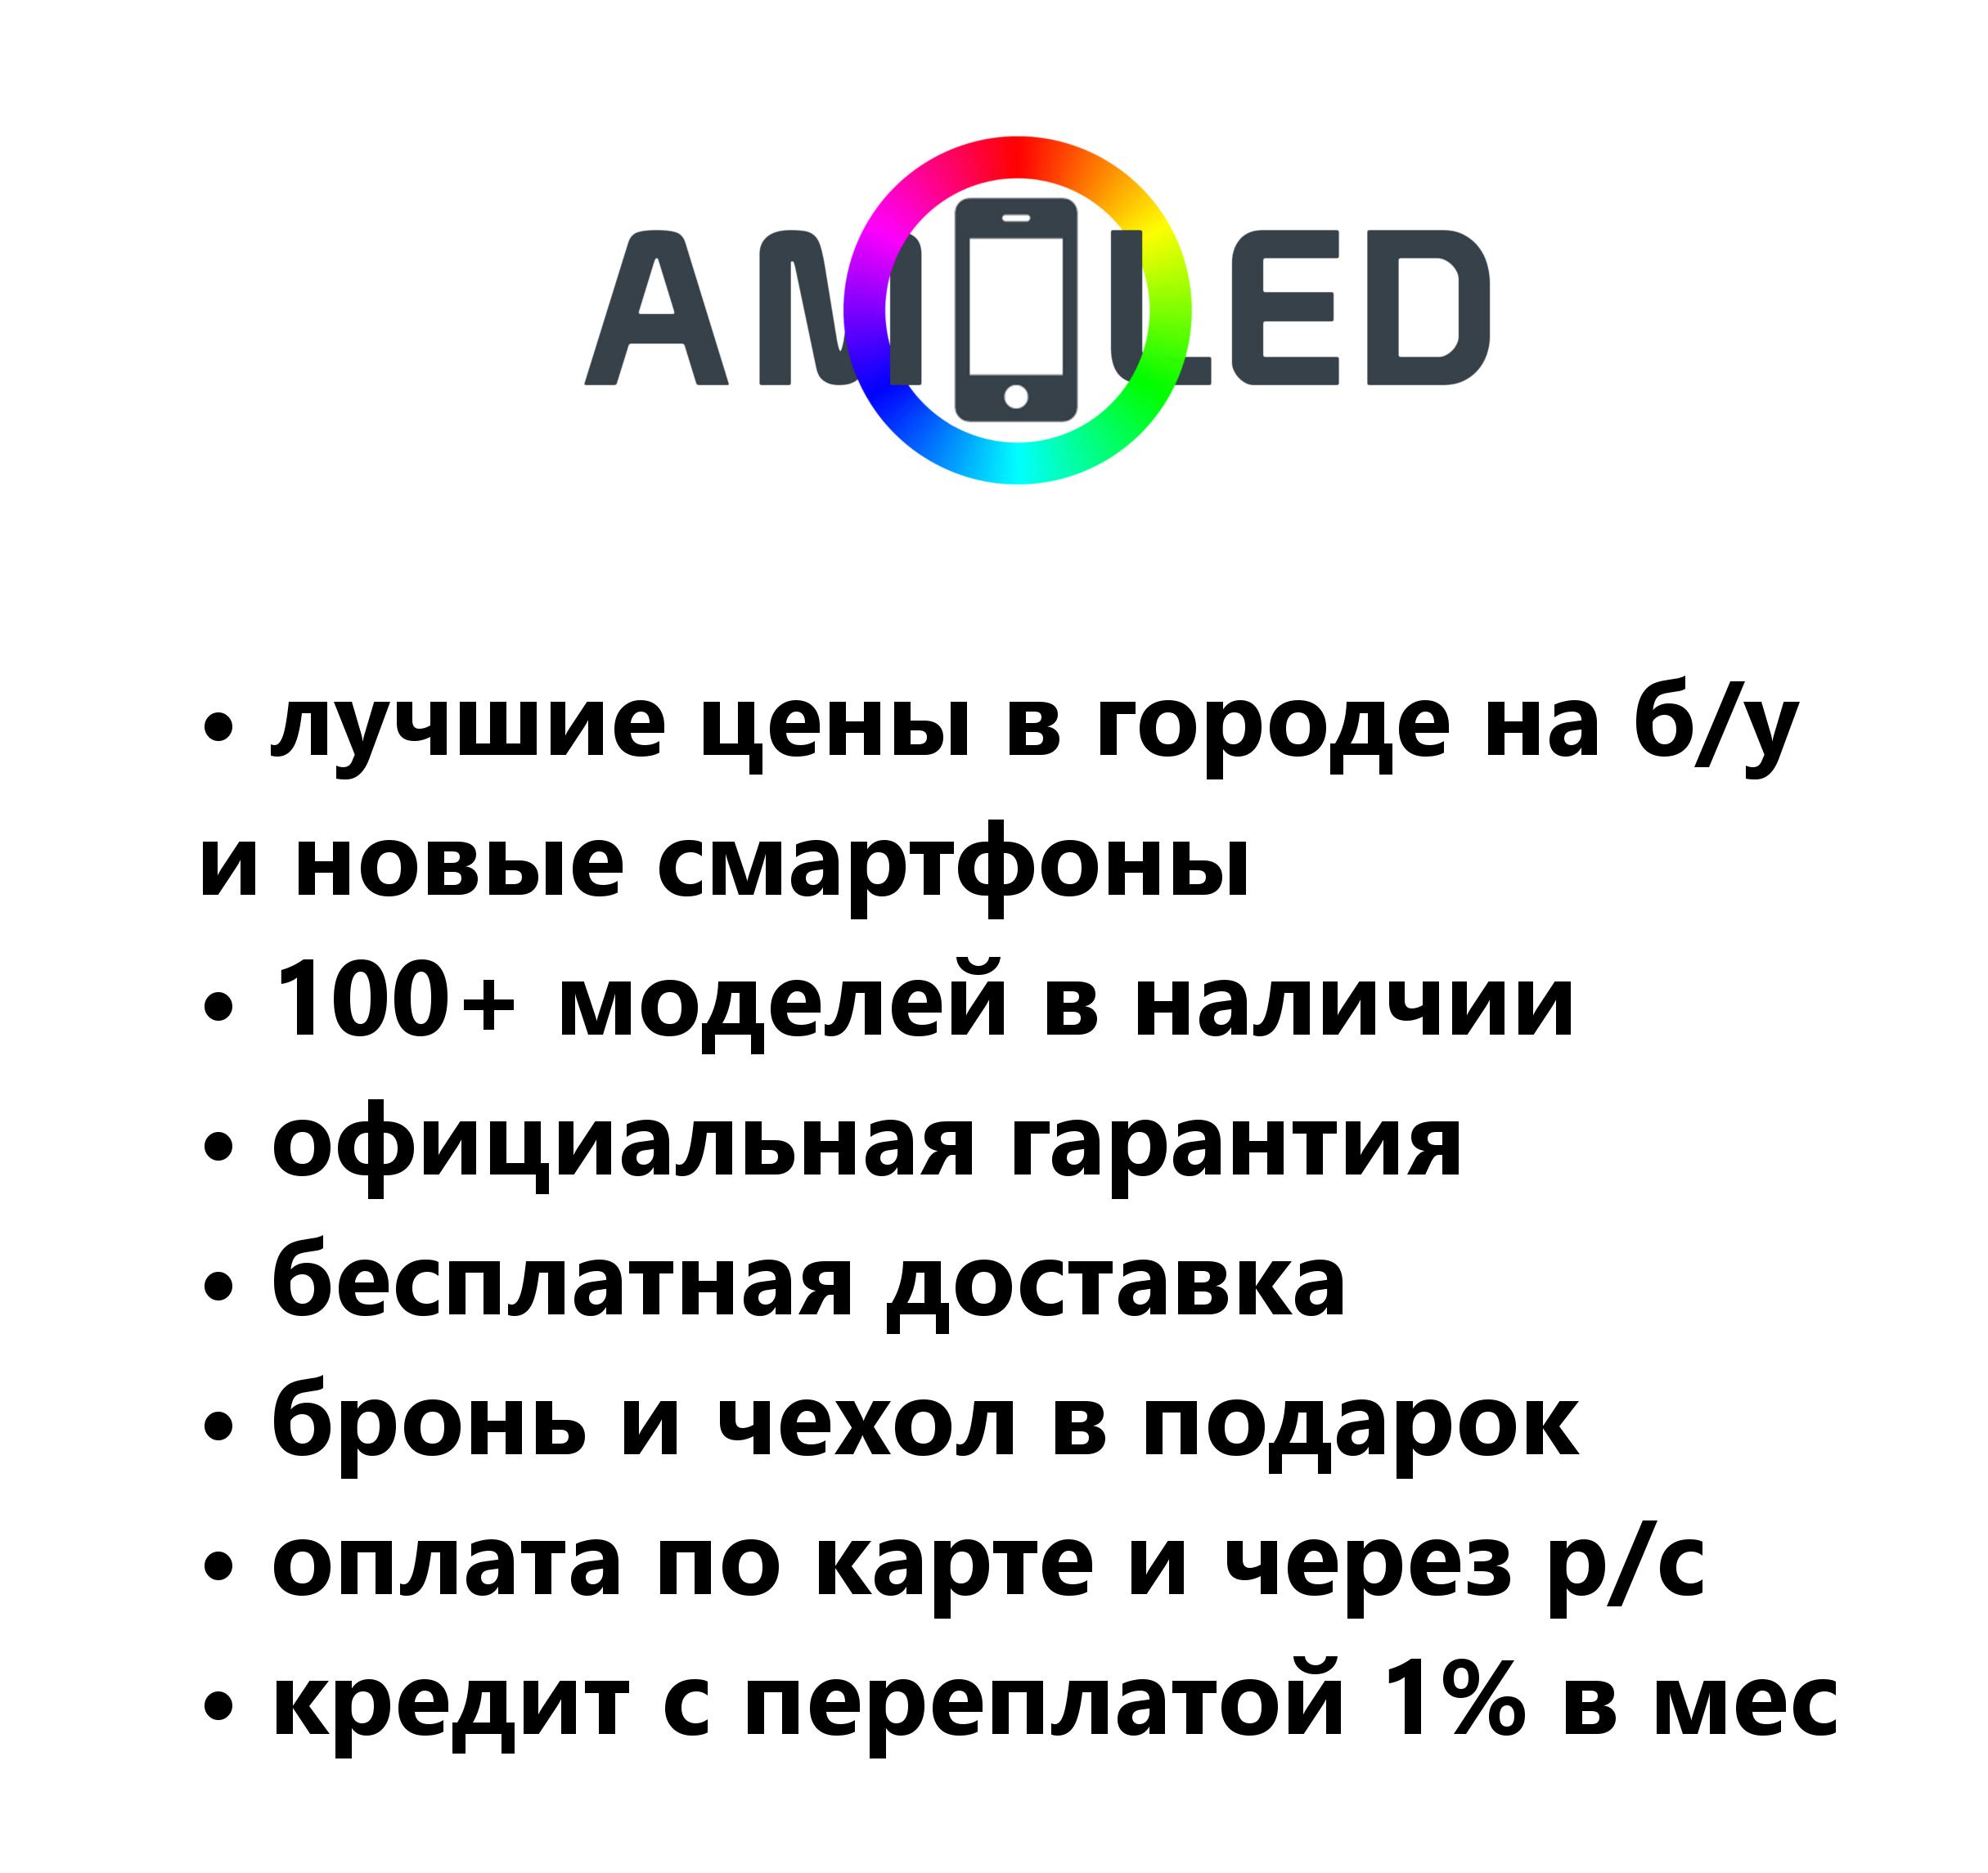 AMOLED
• лучшие цены в городе на б/у
и новые смартфоны
• 100+ моделей в наличии
• официальная гарантия
• бесплатная доставка
• бронь и чехол в подарок
• оплата по карте и через р/с
• кредит с переплатой 1% в мес